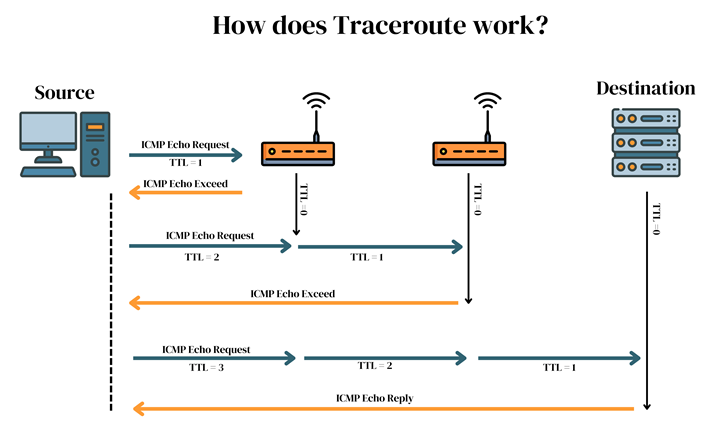 How does Traceroute work?
Source
Destination
ICMP Echo Request
TTL = 1
ICMP Echo Exceed
TTL = 0
TTL = 0
TTL = 0
ICMP Echo Request
TTL = 2
TTL = 1
ICMP Echo Exceed
ICMP Echo Request
TTL = 3
TTL = 2
TTL = 1
ICMP Echo Reply